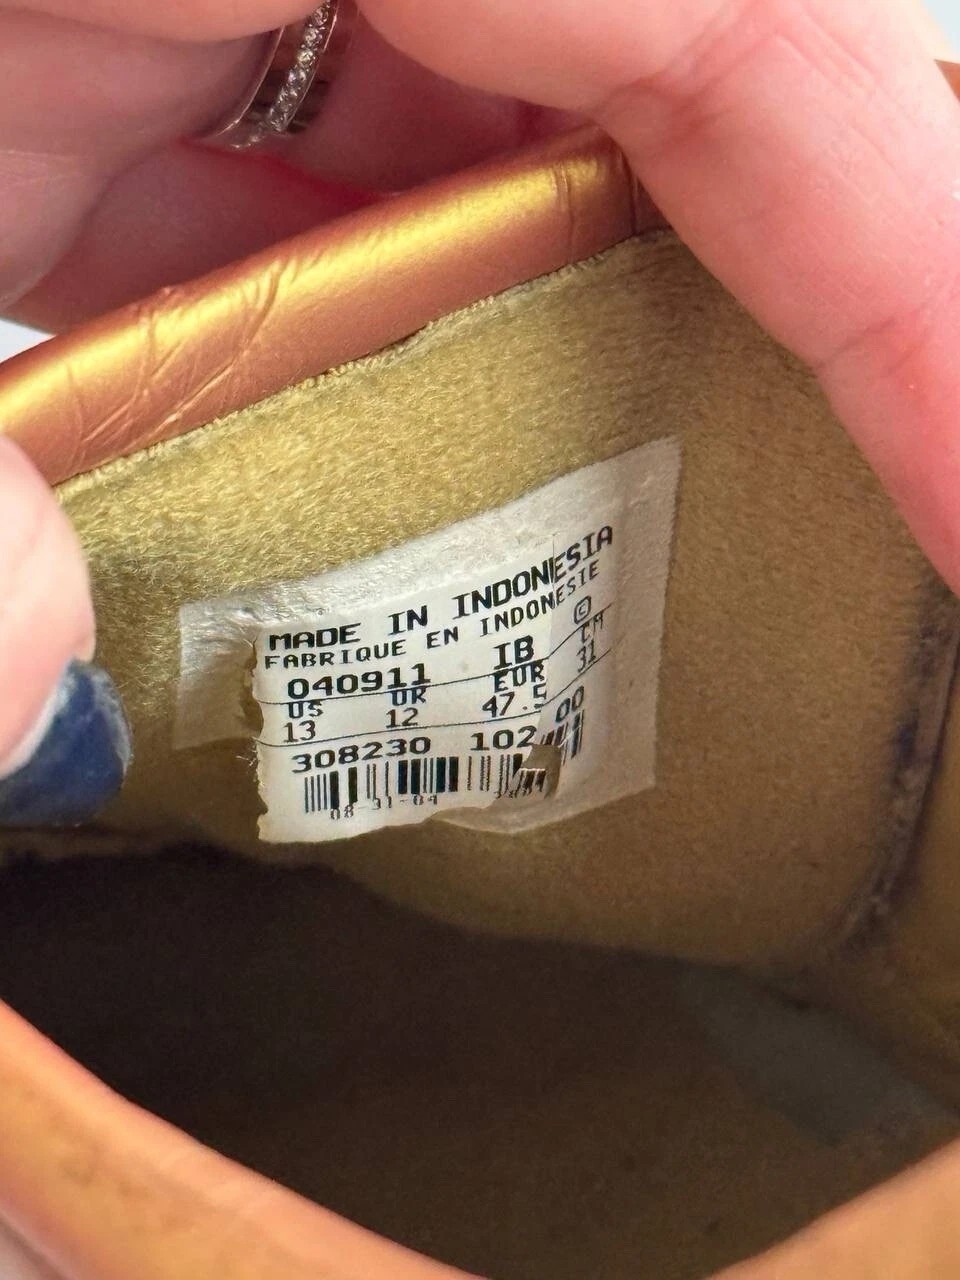 MADE IN INDONESIA
FABRIQUE EN INDONESIE
040911 IB ©
US UK EUR CM
13 12 47.5 31
308230 102 00
08-31-04